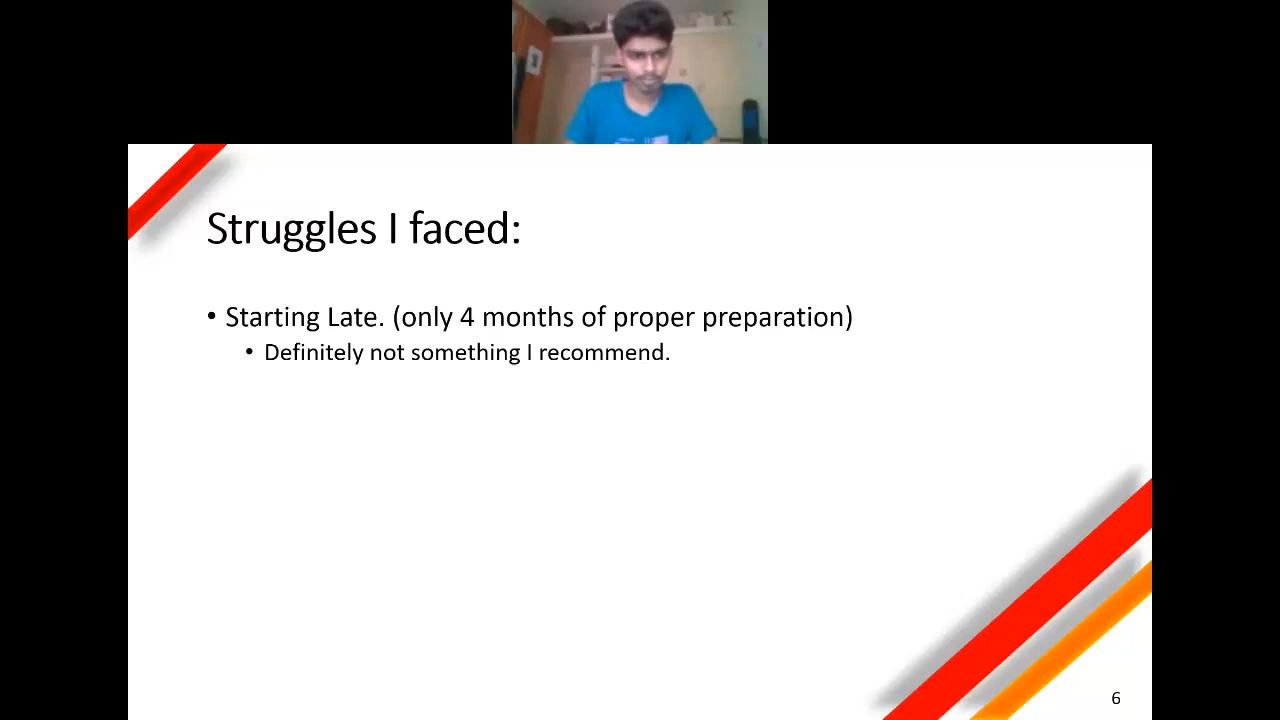 Struggles I faced:
• Starting Late. (only 4 months of proper preparation)
• Definitely not something I recommend.
6